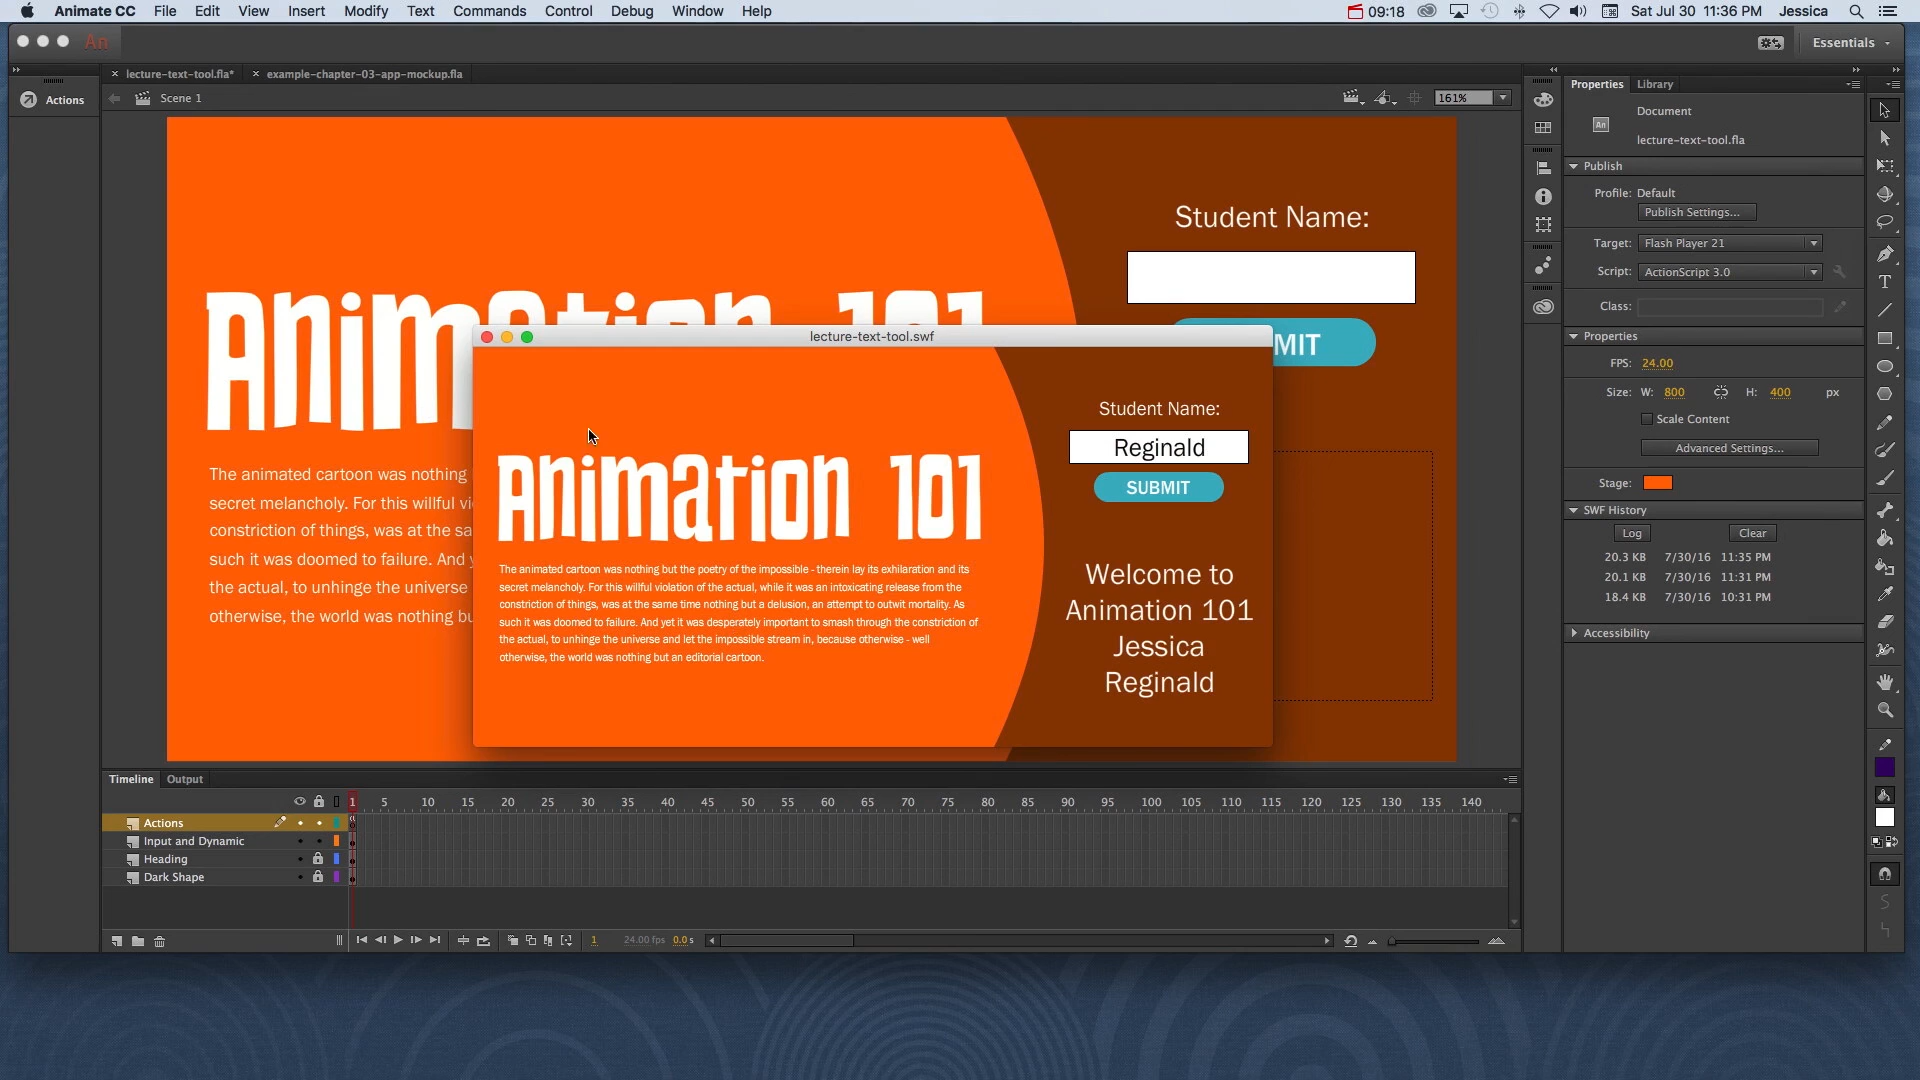 Animate CC File Edit View Insert Modify Text Commands Control Debug Window Help 09:18 Sat Jul 30 11:36 PM Jessica
An Essentials
lecture-text-tool.fla* example-chapter-03-app-mockup.fla
Actions
Scene 1 161%
Student Name:
Animation 101
MIT
The animated cartoon was nothing
secret melancholy. For this willful vi
constriction of things, was at the sa
such it was doomed to failure. And y
the actual, to unhinge the universe
otherwise, the world was nothing bu
lecture-text-tool.swf
Student Name:
Reginald
SUBMIT
Animation 101
The animated cartoon was nothing but the poetry of the impossible - therein lay its exhilaration and its
secret melancholy. For this willful violation of the actual, while it was an intoxicating release from the
constriction of things, was at the same time nothing but a delusion, an attempt to outwit mortality. As
such it was doomed to failure. And yet it was desperately important to smash through the constriction of
the actual, to unhinge the universe and let the impossible stream in, because otherwise - well
otherwise, the world was nothing but an editorial cartoon.
Welcome to
Animation 101
Jessica
Reginald
Properties Library
Document
An
lecture-text-tool.fla
Publish
Profile: Default
Publish Settings...
Target: Flash Player 21
Script: ActionScript 3.0
Class:
Properties
FPS: 24.00
Size: W: 800 H: 400 px
Scale Content
Advanced Settings...
Stage:
SWF History
Log Clear
20.3 KB 7/30/16 11:35 PM
20.1 KB 7/30/16 11:31 PM
18.4 KB 7/30/16 10:31 PM
Accessibility
Timeline Output
1 5 10 15 20 25 30 35 40 45 50 55 60 65 70 75 80 85 90 95 100 105 110 115 120 125 130 135 140
Actions
Input and Dynamic
Heading
Dark Shape
1 24.00 fps 0.0 s